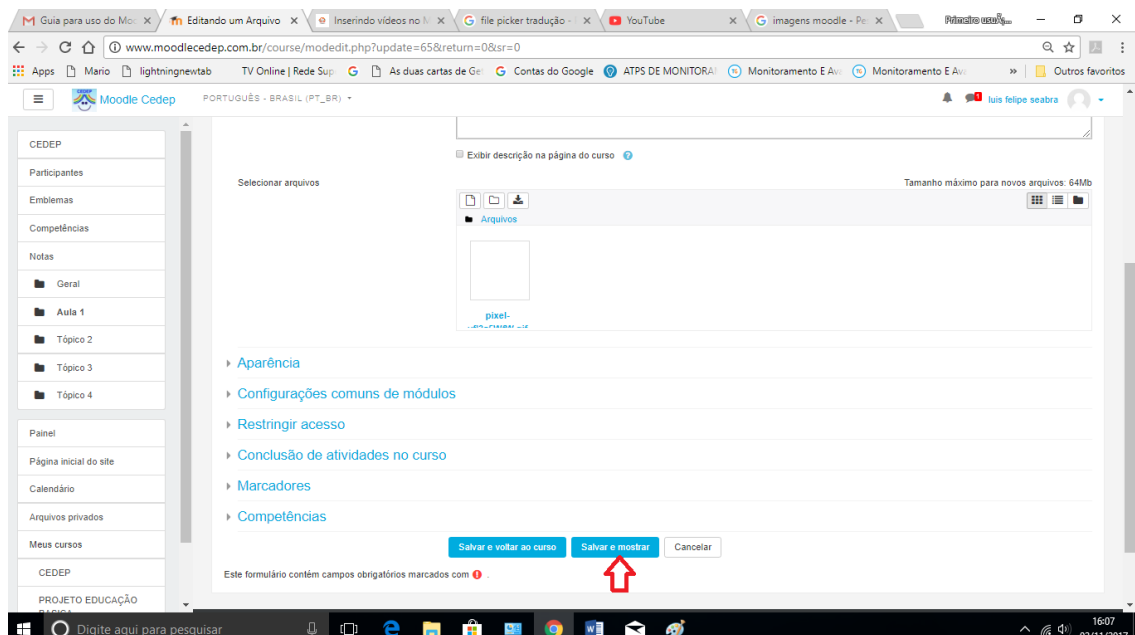 Guia para uso do Moo
Editando um Arquivo
Inserindo vídeos no M
file picker tradução -
YouTube
imagens moodle - Pe
www.moodlecedep.com.br/course/modedit.php?update=65&return=0&sr=0
Apps Mario lightningnewtab TV Online | Rede Sup As duas cartas de Ge Contas do Google ATPS DE MONITORA Monitoramento E Ava Monitoramento E Ava » Outros favoritos
Moodle Cedep PORTUGUÊS - BRASIL (PT_BR) luis felipe seabra
CEDEP
Participantes
Emblemas
Competências
Notas
Geral
Aula 1
Tópico 2
Tópico 3
Tópico 4
Painel
Página inicial do site
Calendário
Arquivos privados
Meus cursos
CEDEP
PROJETO EDUCAÇÃO
Exibir descrição na página do curso
Selecionar arquivos
Tamanho máximo para novos arquivos: 64Mb
Arquivos
pixel-
Aparência
Configurações comuns de módulos
Restringir acesso
Conclusão de atividades no curso
Marcadores
Competências
Salvar e voltar ao curso Salvar e mostrar Cancelar
Este formulário contém campos obrigatórios marcados com
Digite aqui para pesquisar
16:07